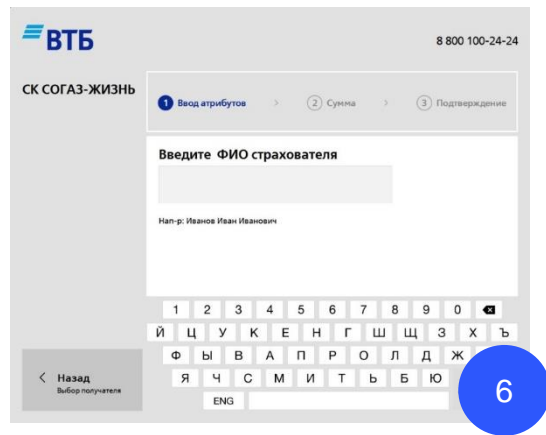 ВТБ
8 800 100-24-24
СК СОГАЗ-ЖИЗНЬ
1 Ввод атрибутов > 2 Сумма > 3 Подтверждение
Введите ФИО страхователя
Нап-р: Иванов Иван Иванович
1 2 3 4 5 6 7 8 9 0
Й Ц У К Е Н Г Ш Щ З Х Ъ
Ф Ы В А П Р О Л Д Ж
Я Ч С М И Т Ь Б Ю
ENG
< Назад
Выбор получателя
6